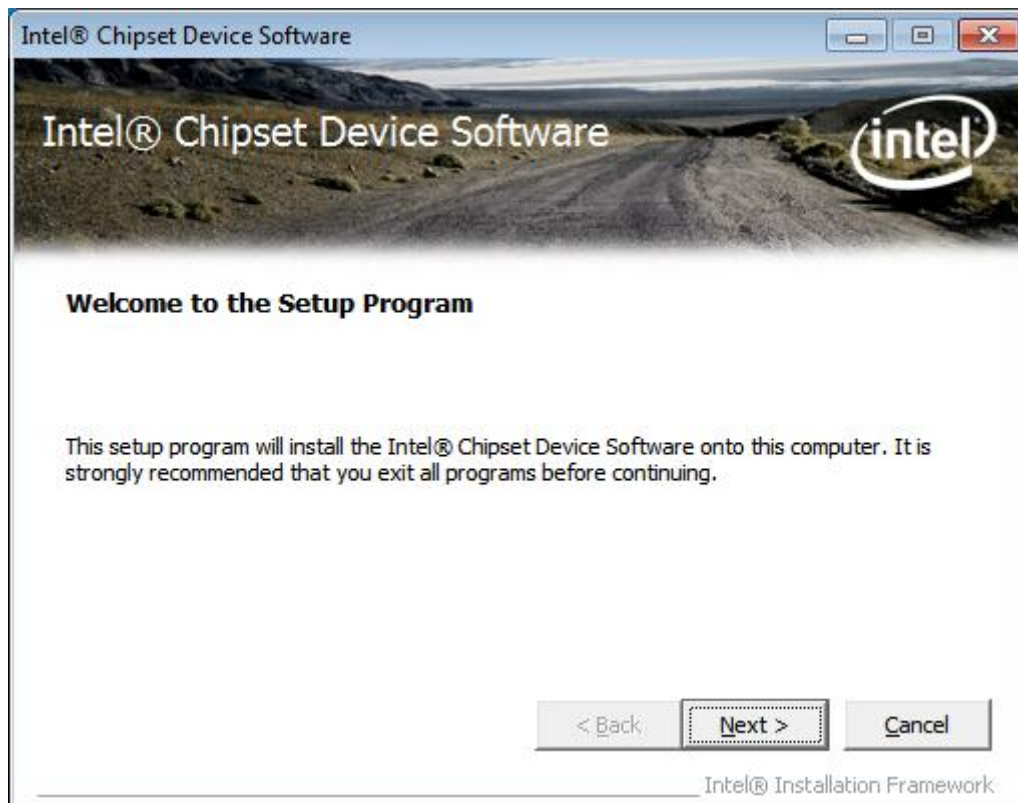 Intel® Chipset Device Software
Intel® Chipset Device Software
intel
Welcome to the Setup Program
This setup program will install the Intel® Chipset Device Software onto this computer. It is
strongly recommended that you exit all programs before continuing.
< Back Next > Cancel
Intel® Installation Framework